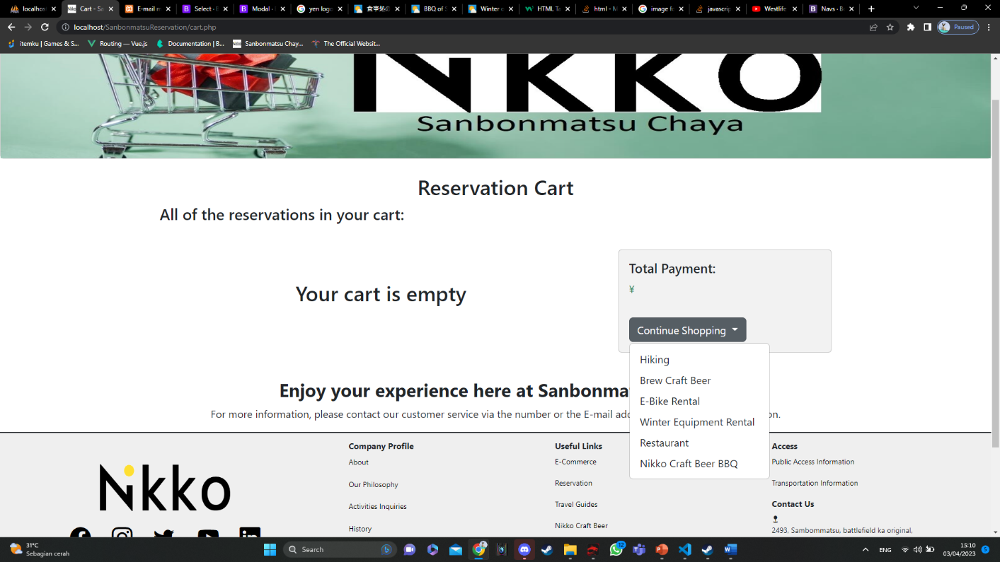 localhos
Cart - Sa
E-mail m
Select · B
Modal ·
yen logo
食事処の
BBQ of S
Winter c
HTML Ta
html - M
image fo
javascrip
Westlife
Navs · B
localhost/SanbonmatsuReservation/cart.php
Paused
itemku | Games & S...
Routing — Vue.js
Documentation | B...
Sanbonmatsu Chay...
The Official Websit...
NKKO
Sanbonmatsu Chaya
Reservation Cart
All of the reservations in your cart:
Your cart is empty
Total Payment:
¥
Continue Shopping
Hiking
Brew Craft Beer
E-Bike Rental
Winter Equipment Rental
Restaurant
Nikko Craft Beer BBQ
Enjoy your experience here at Sanbonma
For more information, please contact our customer service via the number or the E-mail add on.
Company Profile
About
Our Philosophy
Activities Inquiries
History
Useful Links
E-Commerce
Reservation
Travel Guides
Nikko Craft Beer
Access
Public Access Information
Transportation Information
Contact Us
2493, Sambommatsu, battlefield ka original,
Nikko
31°C
Sebagian cerah
Search
12
ENG
15:10
03/04/2023
5